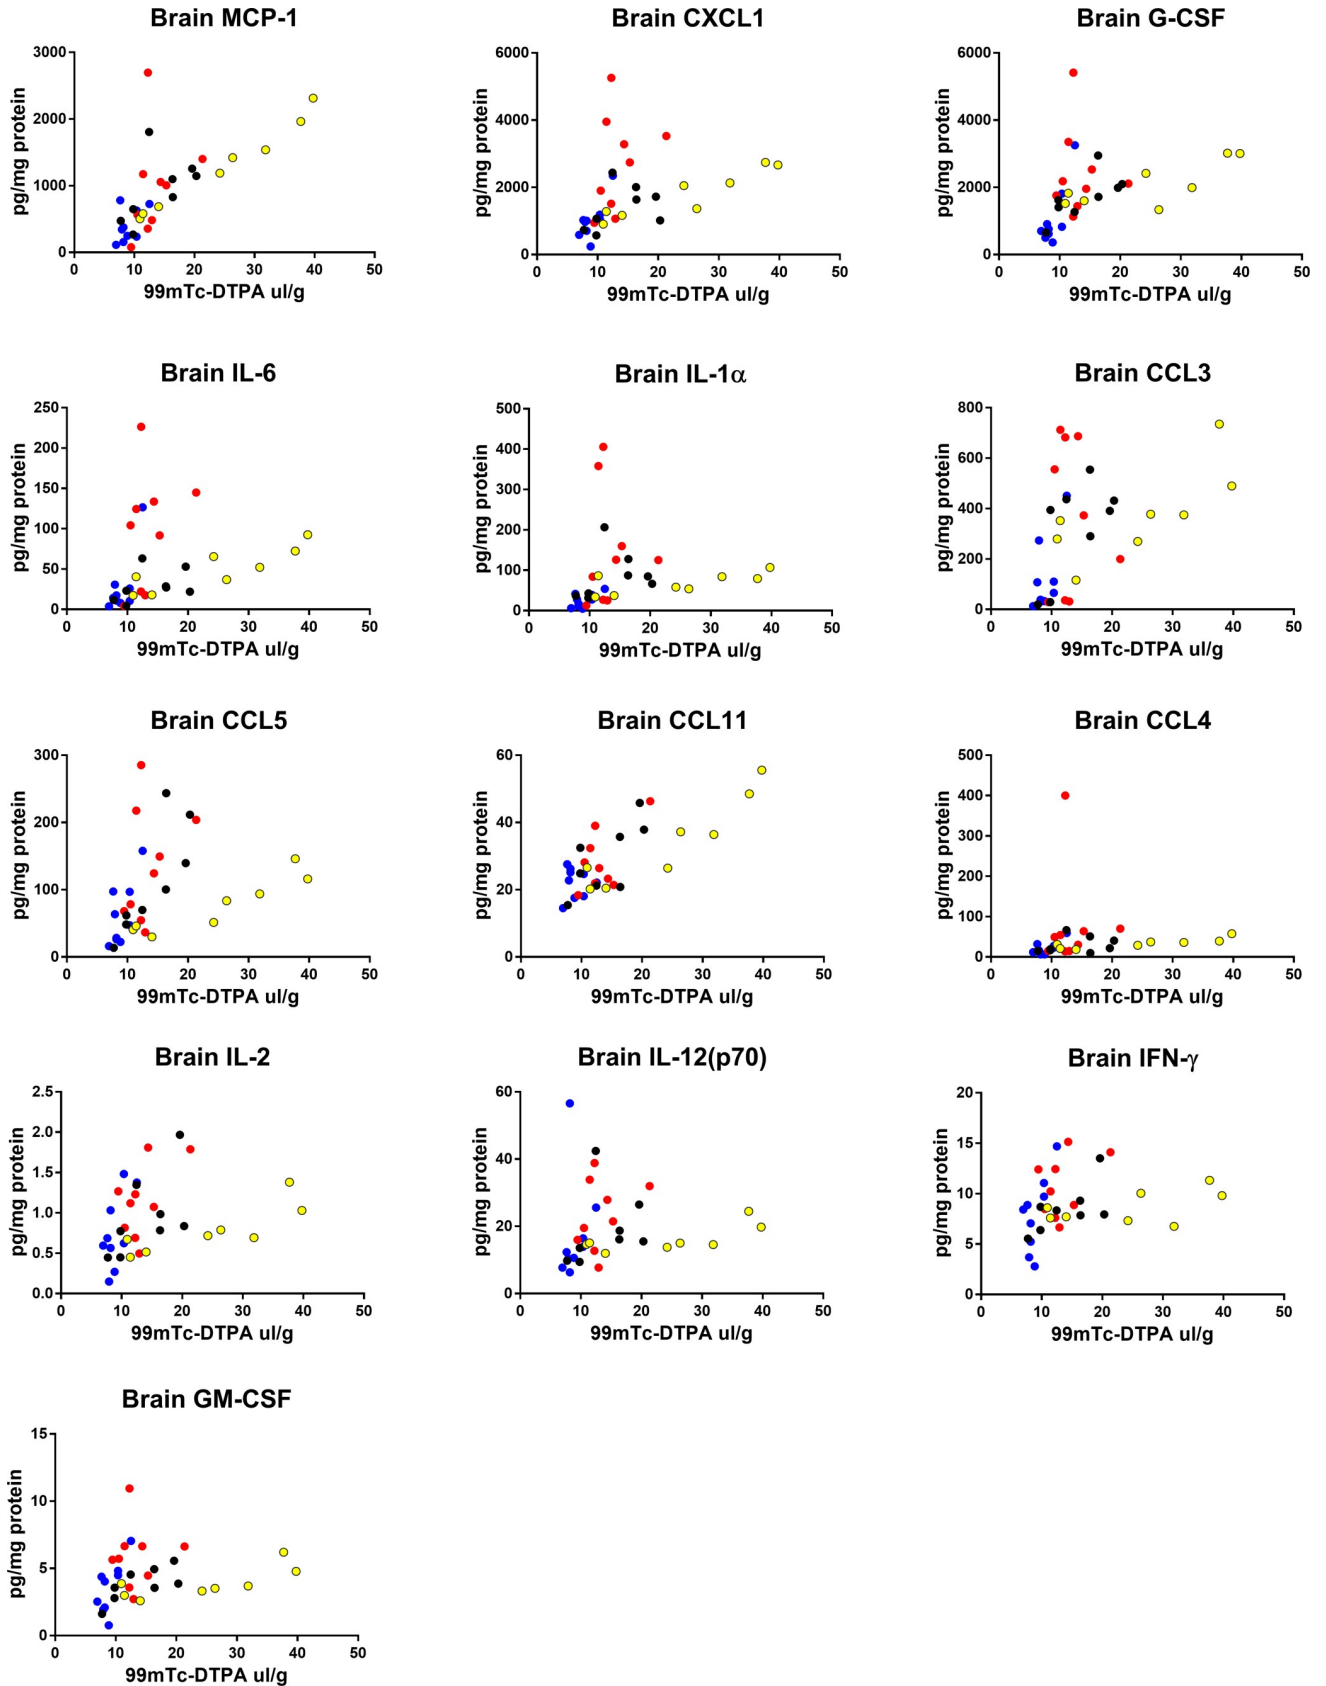 Brain MCP-1
Brain CXCL1
Brain G-CSF
pg/mg protein
3000
2000
1000
0
0 10 20 30 40 50
99mTc-DTPA ul/g
pg/mg protein
6000
4000
2000
0
0 10 20 30 40 50
99mTc-DTPA ul/g
pg/mg protein
6000
4000
2000
0
0 10 20 30 40 50
99mTc-DTPA ul/g
Brain IL-6
Brain IL-1α
Brain CCL3
pg/mg protein
250
200
150
100
50
0
0 10 20 30 40 50
99mTc-DTPA ul/g
pg/mg protein
500
400
300
200
100
0
0 10 20 30 40 50
99mTc-DTPA ul/g
pg/mg protein
800
600
400
200
0
0 10 20 30 40 50
99mTc-DTPA ul/g
Brain CCL5
Brain CCL11
Brain CCL4
pg/mg protein
300
200
100
0
0 10 20 30 40 50
99mTc-DTPA ul/g
pg/mg protein
60
40
20
0
0 10 20 30 40 50
99mTc-DTPA ul/g
pg/mg protein
500
400
300
200
100
0
0 10 20 30 40 50
99mTc-DTPA ul/g
Brain IL-2
Brain IL-12(p70)
Brain IFN-γ
pg/mg protein
2.5
2.0
1.5
1.0
0.5
0.0
0 10 20 30 40 50
99mTc-DTPA ul/g
pg/mg protein
60
40
20
0
0 10 20 30 40 50
99mTc-DTPA ul/g
pg/mg protein
20
15
10
5
0
0 10 20 30 40 50
99mTc-DTPA ul/g
Brain GM-CSF
pg/mg protein
15
10
5
0
0 10 20 30 40 50
99mTc-DTPA ul/g